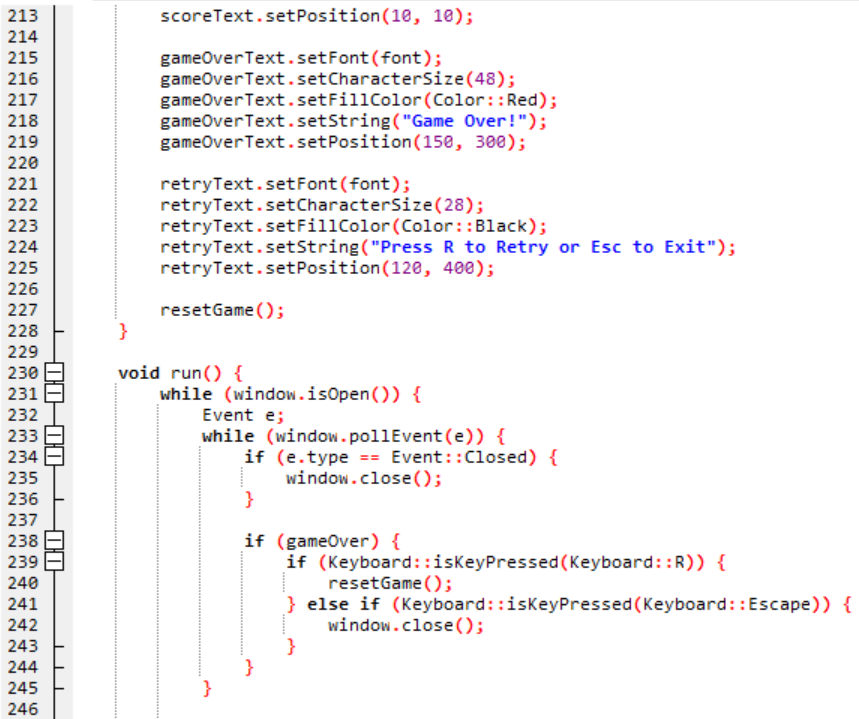 213 scoreText.setPosition(10, 10);
214
215 gameOverText.setFont(font);
216 gameOverText.setCharacterSize(48);
217 gameOverText.setFillColor(Color::Red);
218 gameOverText.setString("Game Over!");
219 gameOverText.setPosition(150, 300);
220
221 retryText.setFont(font);
222 retryText.setCharacterSize(28);
223 retryText.setFillColor(Color::Black);
224 retryText.setString("Press R to Retry or Esc to Exit");
225 retryText.setPosition(120, 400);
226
227 resetGame();
228 }
229
230 void run() {
231 while (window.isOpen()) {
232 Event e;
233 while (window.pollEvent(e)) {
234 if (e.type == Event::Closed) {
235 window.close();
236 }
237
238 if (gameOver) {
239 if (Keyboard::isKeyPressed(Keyboard::R)) {
240 resetGame();
241 } else if (Keyboard::isKeyPressed(Keyboard::Escape)) {
242 window.close();
243 }
244 }
245 }
246